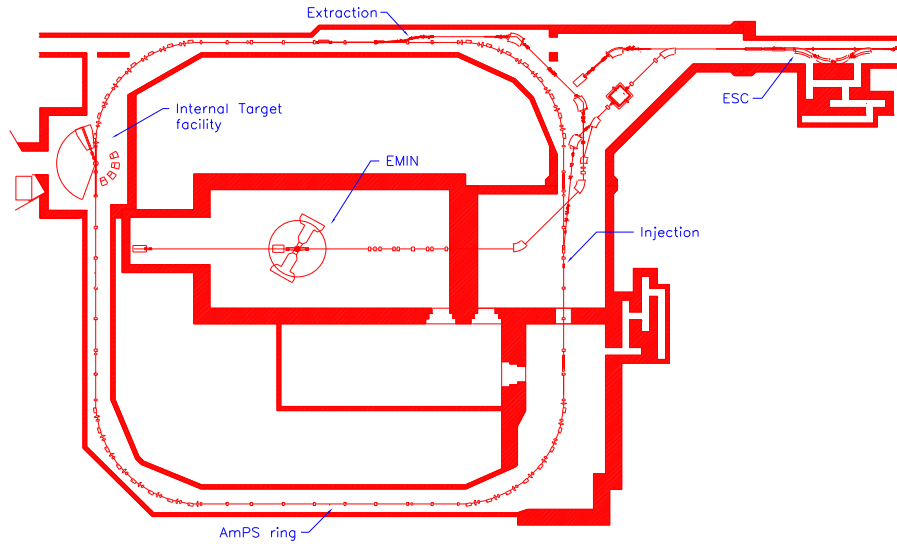 Extraction
ESC
Internal Target
facility
EMIN
Injection
AmPS ring